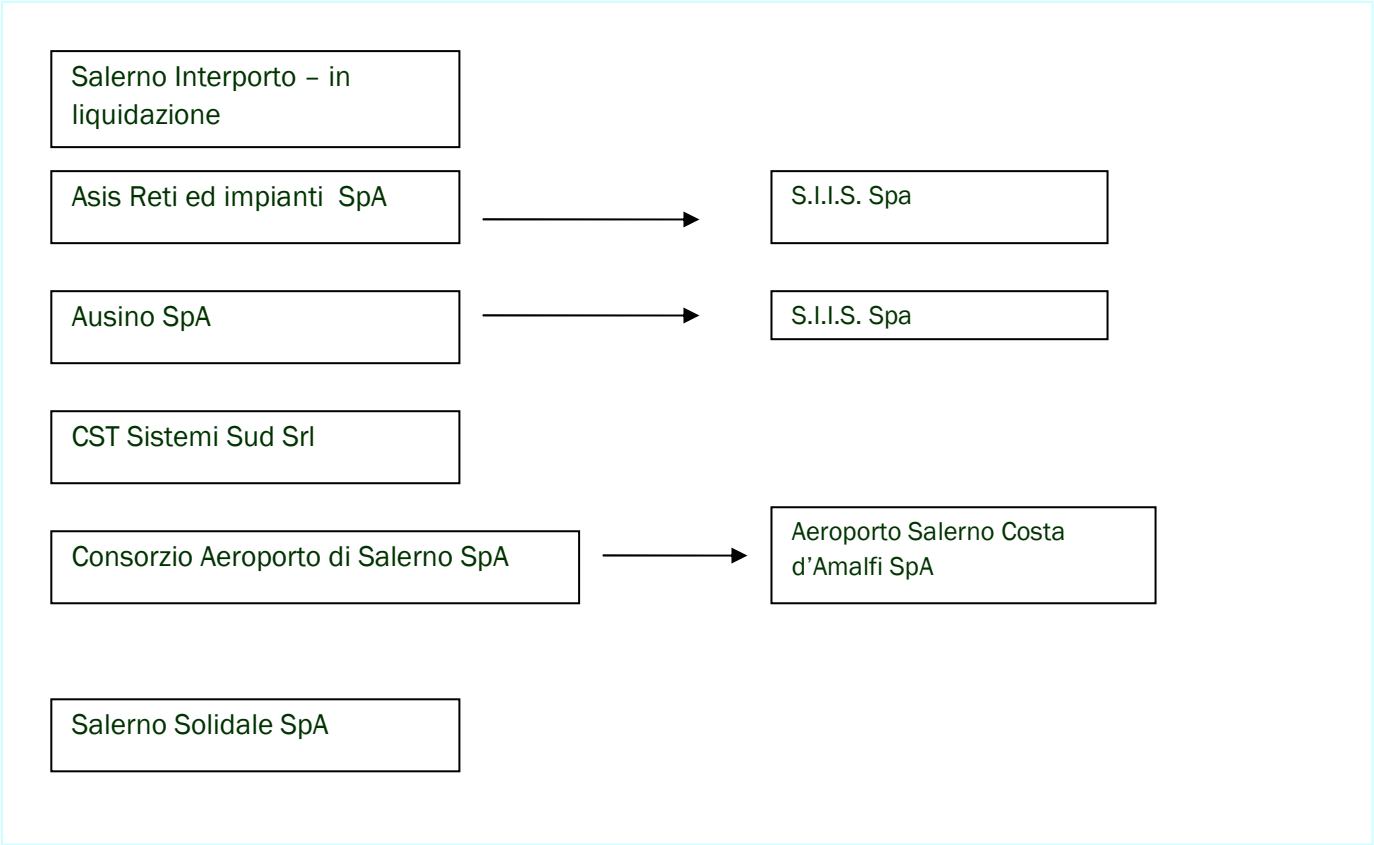 Salerno Interporto – in
liquidazione
Asis Reti ed impianti  SpA
S.I.I.S. Spa
Ausino SpA
S.I.I.S. Spa
CST Sistemi Sud Srl
Consorzio Aeroporto di Salerno SpA
Aeroporto Salerno Costa
d’Amalfi SpA
Salerno Solidale SpA